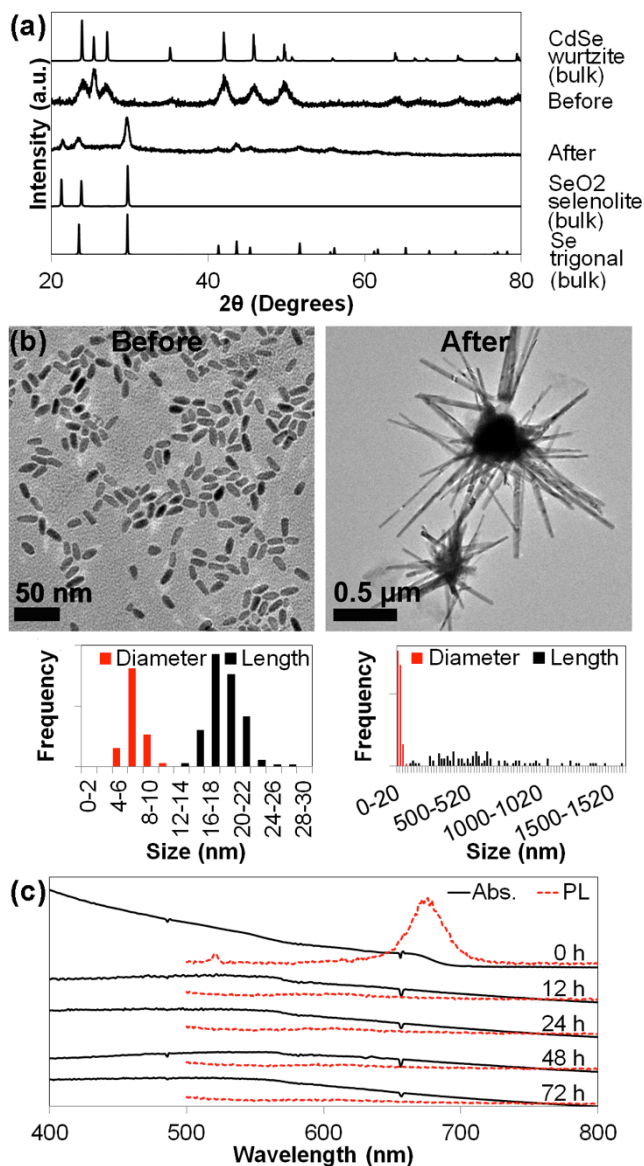 (a)
CdSe
wurtzite
(bulk)
Before
After
SeO2
selenolite
(bulk)
Se
trigonal
(bulk)
Intensity (a.u.)
20 40 60 80
2θ (Degrees)
(b) Before After
50 nm 0.5 µm
Diameter Length
Frequency
0-2 4-6 8-10 12-14 16-18 20-22 24-26 28-30
Size (nm)
Diameter Length
Frequency
0-20 500-520 1000-1020 1500-1520
Size (nm)
(c) Abs. PL
0 h
12 h
24 h
48 h
72 h
400 500 600 700 800
Wavelength (nm)